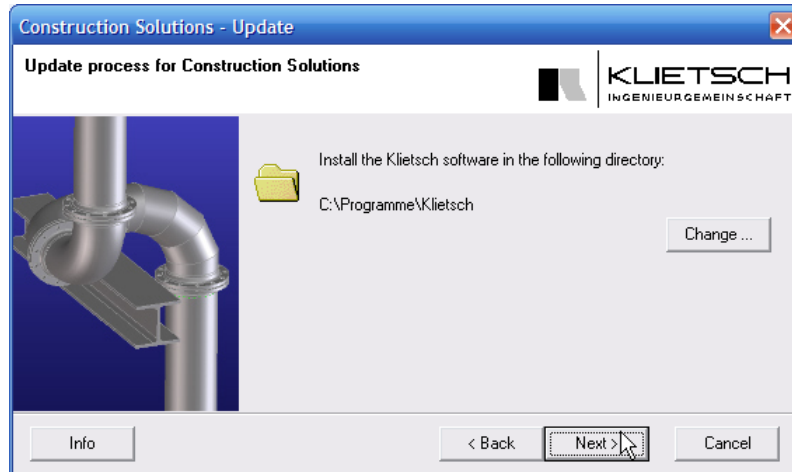 Construction Solutions - Update
Update process for Construction Solutions
KLIETSCH
INGENIEURGEMEINSCHAFT
Install the Klietsch software in the following directory:
C:\Programme\Klietsch
Change ...
Info
< Back
Next >
Cancel